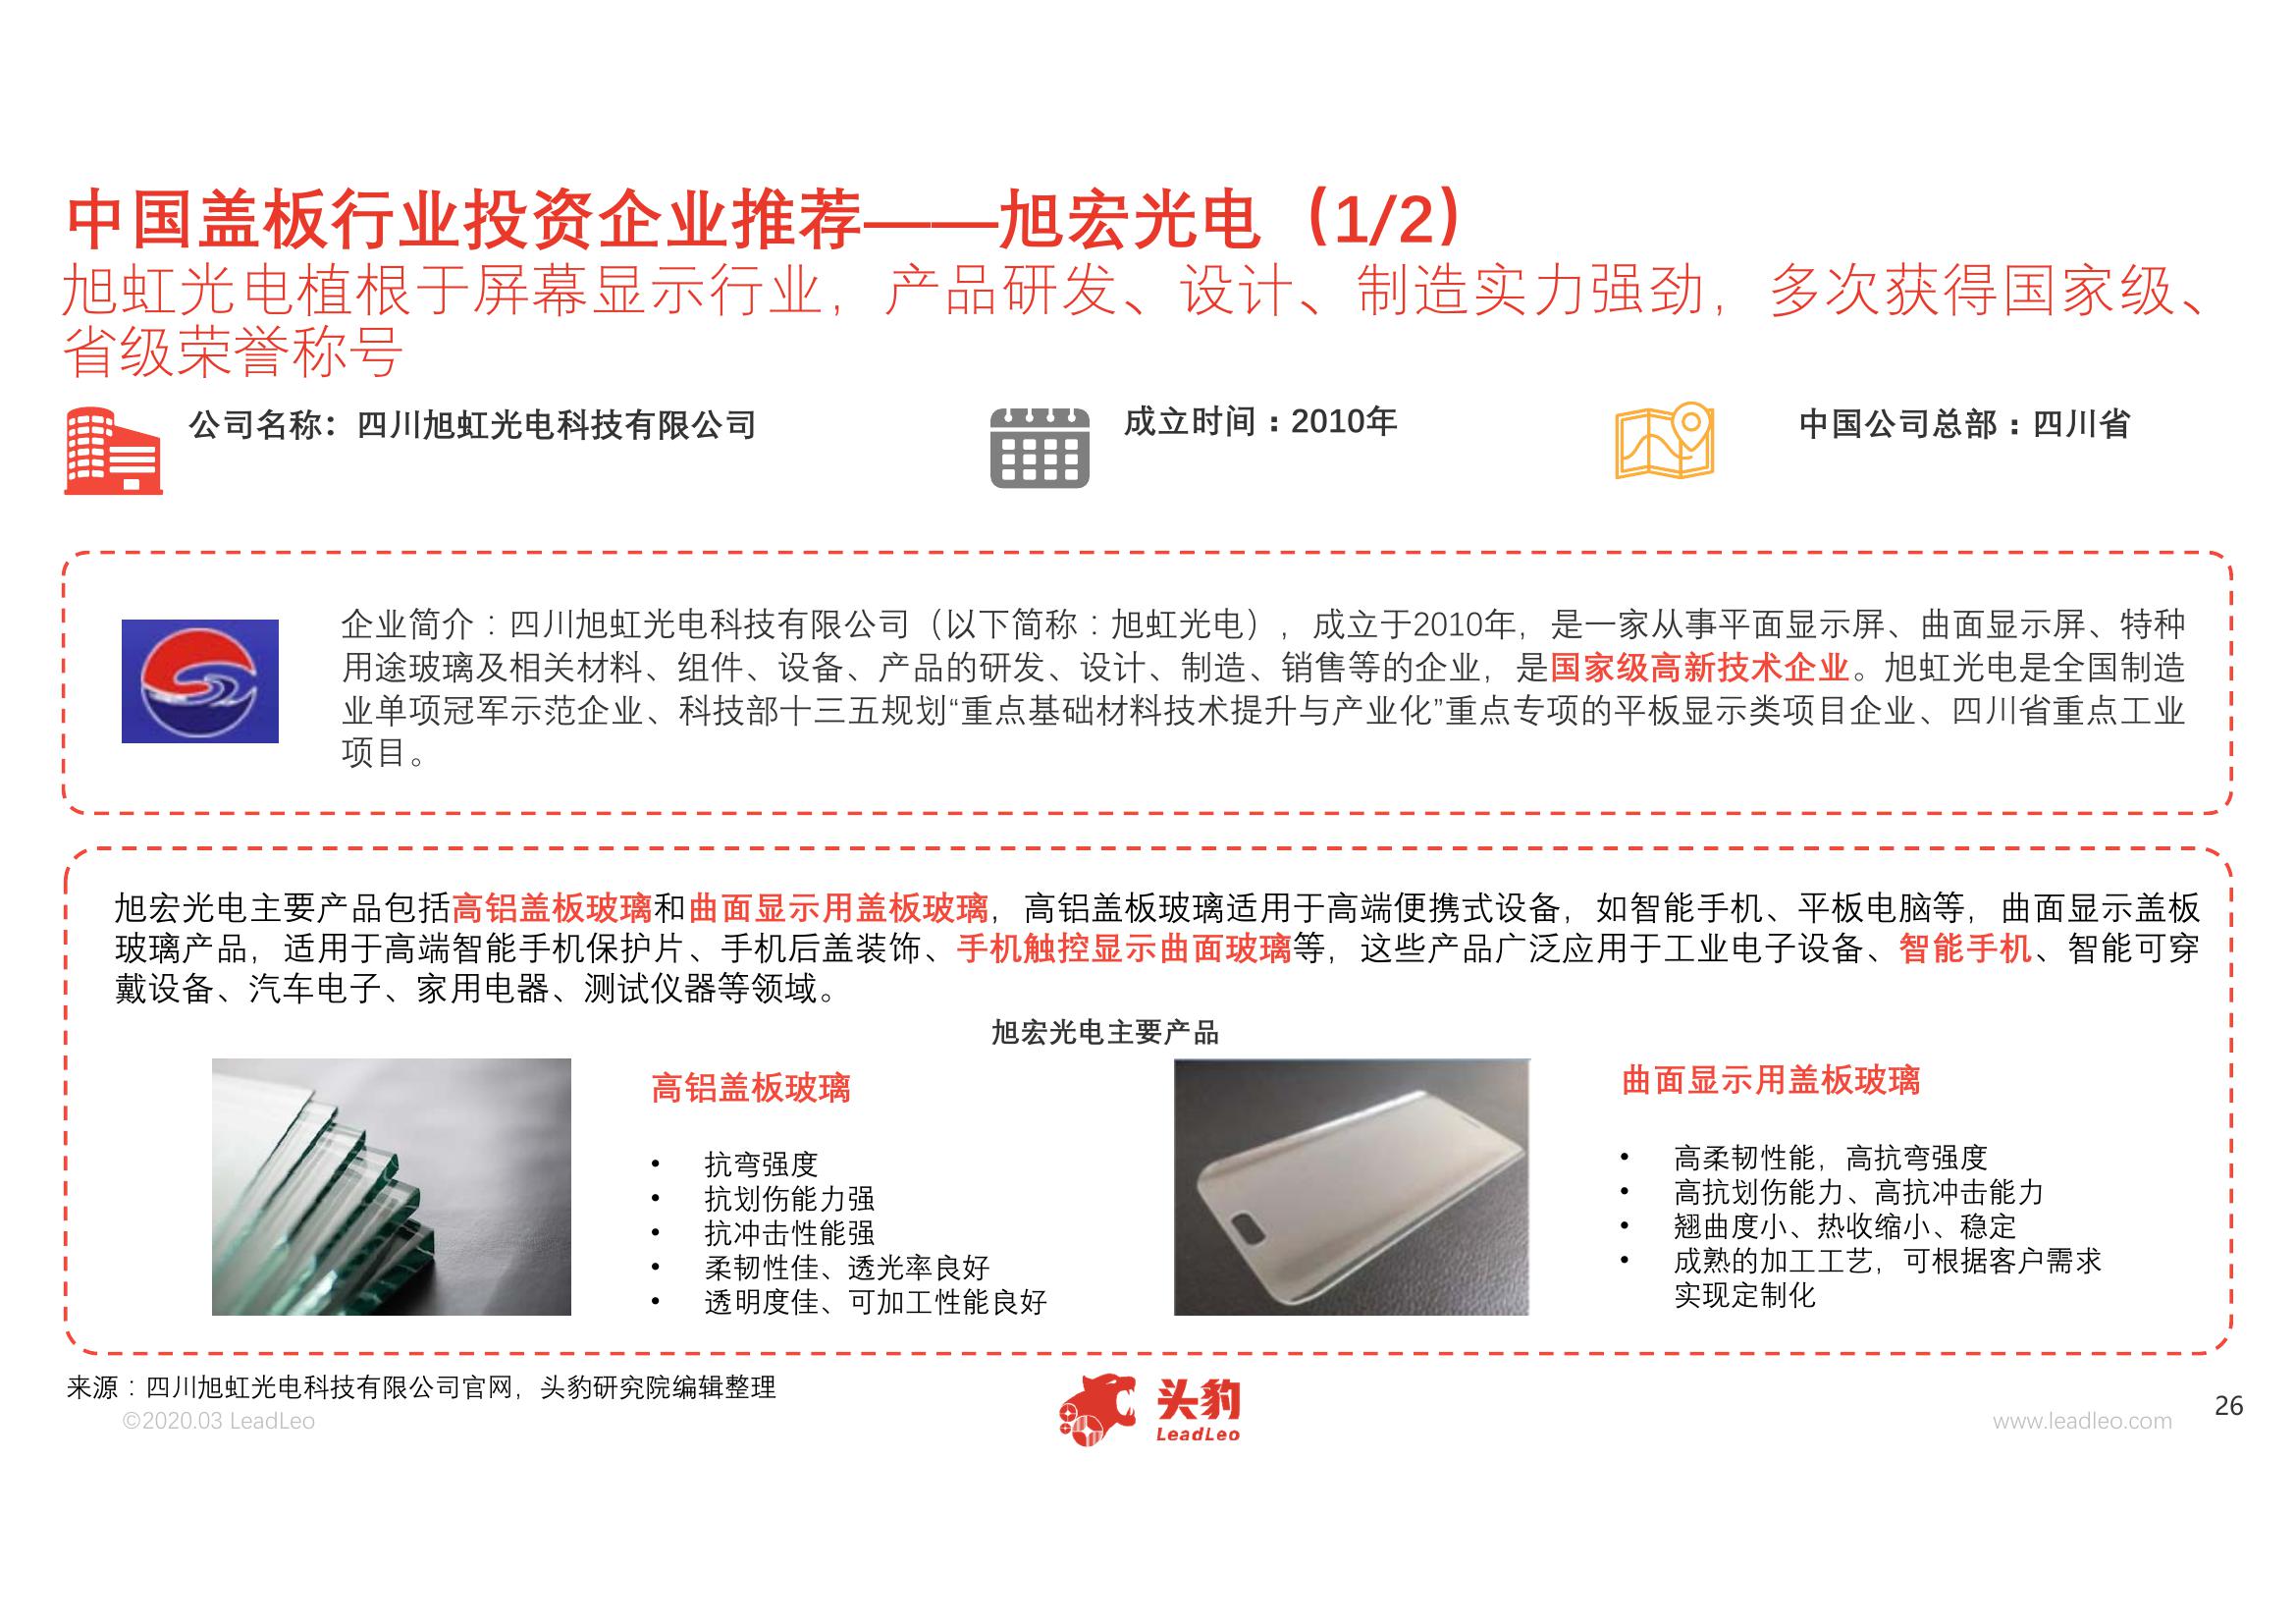 中国盖板行业投资企业推荐——旭宏光电（1/2）
旭虹光电植根于屏幕显示行业，产品研发、设计、制造实力强劲，多次获得国家级、
省级荣誉称号
公司名称：四川旭虹光电科技有限公司
成立时间：2010年
中国公司总部：四川省
企业简介：四川旭虹光电科技有限公司（以下简称：旭虹光电），成立于2010年，是一家从事平面显示屏、曲面显示屏、特种
用途玻璃及相关材料、组件、设备、产品的研发、设计、制造、销售等的企业，是国家级高新技术企业。旭虹光电是全国制造
业单项冠军示范企业、科技部十三五规划“重点基础材料技术提升与产业化”重点专项的平板显示类项目企业、四川省重点工业
项目。
旭宏光电主要产品包括高铝盖板玻璃和曲面显示用盖板玻璃，高铝盖板玻璃适用于高端便携式设备，如智能手机、平板电脑等，曲面显示盖板
玻璃产品，适用于高端智能手机保护片、手机后盖装饰、手机触控显示曲面玻璃等，这些产品广泛应用于工业电子设备、智能手机、智能可穿
戴设备、汽车电子、家用电器、测试仪器等领域。
旭宏光电主要产品
高铝盖板玻璃
• 抗弯强度
• 抗划伤能力强
• 抗冲击性能强
• 柔韧性佳、透光率良好
• 透明度佳、可加工性能良好
曲面显示用盖板玻璃
• 高柔韧性能，高抗弯强度
• 高抗划伤能力、高抗冲击能力
• 翘曲度小、热收缩小、稳定
• 成熟的加工工艺，可根据客户需求
实现定制化
来源：四川旭虹光电科技有限公司官网，头豹研究院编辑整理
©2020.03 LeadLeo
头豹
LeadLeo
www.leadleo.com
26